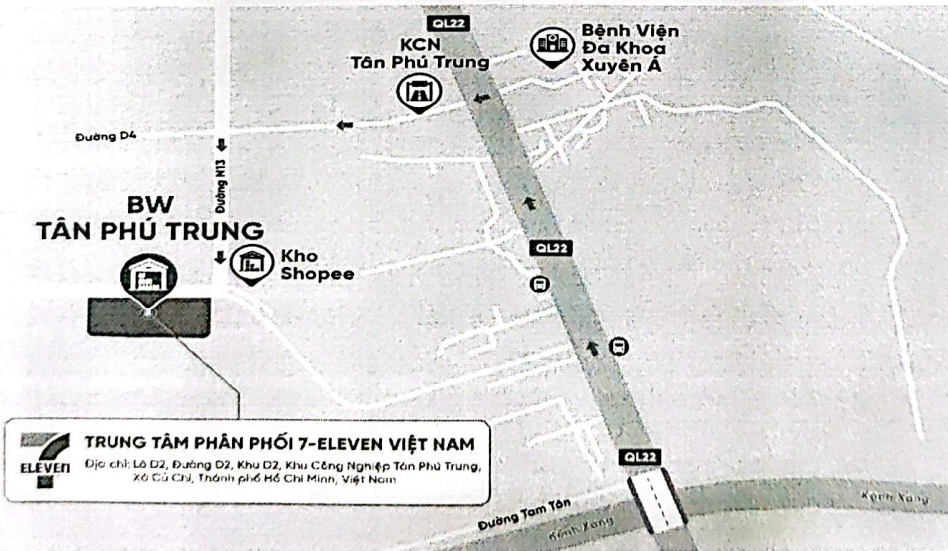 QL22
KCN
Tân Phú Trung
Bệnh Viện
Đa Khoa
Xuyên Á
Đường D4
Đường N13
BW
TÂN PHÚ TRUNG
Kho
Shopee
QL22
7
ELEVEn
TRUNG TÂM PHÂN PHỐI 7-ELEVEN VIỆT NAM
Địa chỉ: Lô D2, Đường D2, Khu D2, Khu Công Nghiệp Tân Phú Trung,
Xã Củ Chi, Thành phố Hồ Chí Minh, Việt Nam
QL22
Đường Tam Tân
Kênh Xáng
Kênh Xáng